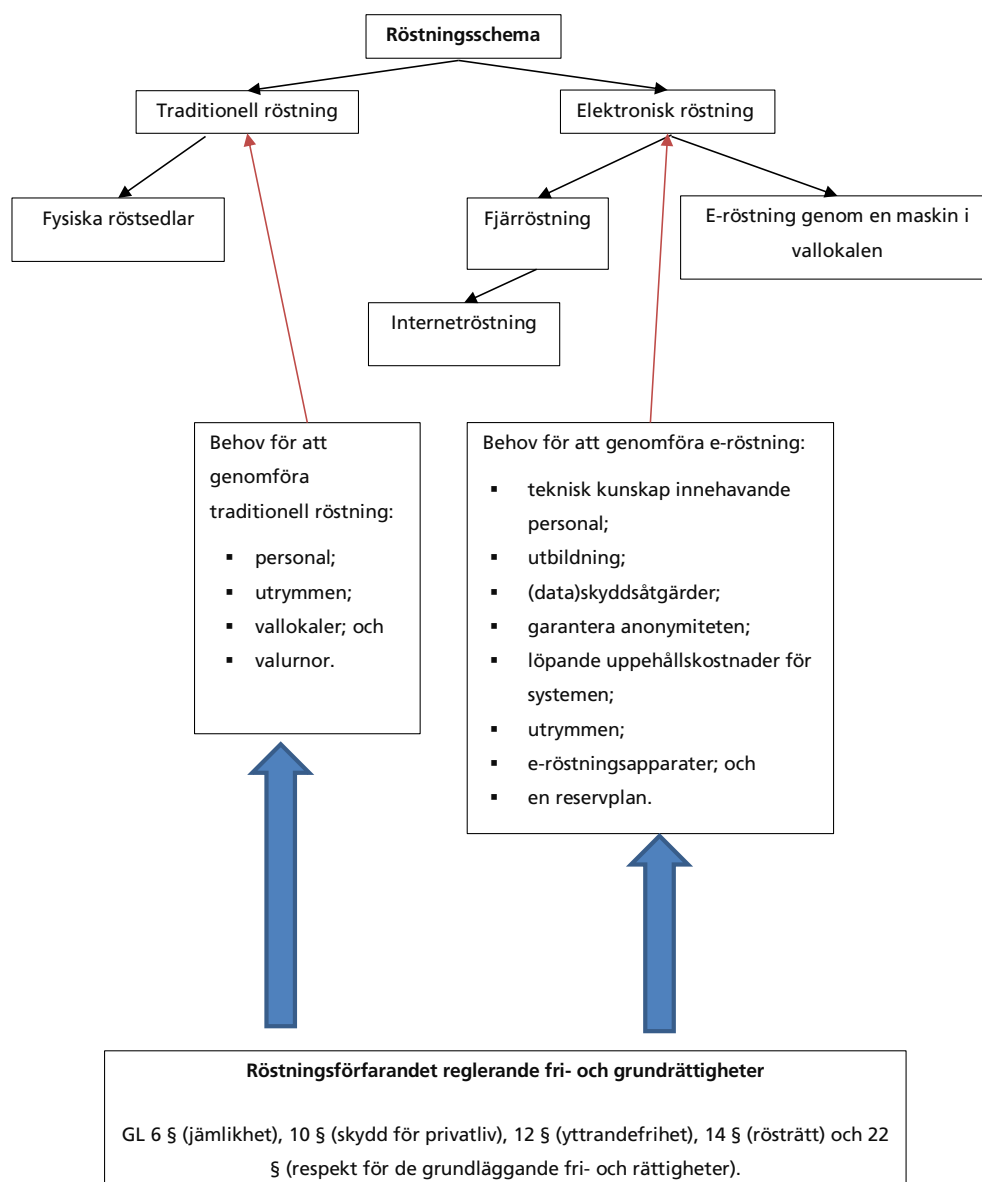 Röstningsschema
Traditionell röstning
Elektronisk röstning
Fysiska röstsedlar
Fjärröstning
E-röstning genom en maskin i
vallokalen
Internetröstning
Behov för att
genomföra
traditionell röstning:
▪ personal;
▪ utrymmen;
▪ vallokaler; och
▪ valurnor.
Behov för att genomföra e-röstning:
▪ teknisk kunskap innehavande
personal;
▪ utbildning;
▪ (data)skyddsåtgärder;
▪ garantera anonymiteten;
▪ löpande uppehållskostnader för
systemen;
▪ utrymmen;
▪ e-röstningsapparater; och
▪ en reservplan.
Röstningsförfarandet reglerande fri- och grundrättigheter
GL 6 § (jämlikhet), 10 § (skydd för privatliv), 12 § (yttrandefrihet), 14 § (rösträtt) och 22
§ (respekt för de grundläggande fri- och rättigheter).